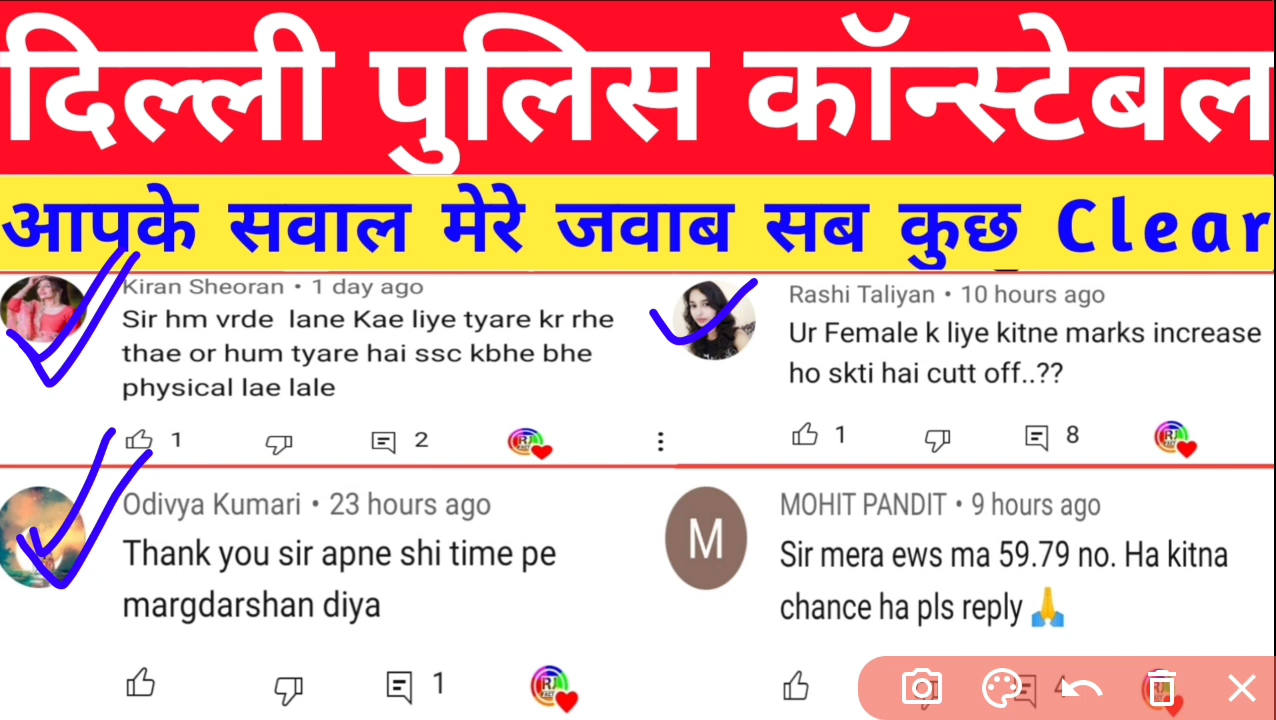 दिल्ली पुलिस कॉन्स्टेबल
आपके सवाल मेरे जवाब सब कुछ Clear
Kiran Sheoran • 1 day ago
Sir hm vrde lane Kae liye tyare kr rhe
thae or hum tyare hai ssc kbhe bhe
physical lae lale
1
2
Rashi Taliyan • 10 hours ago
Ur Female k liye kitne marks increase
ho skti hai cutt off..??
1
8
Odivya Kumari • 23 hours ago
Thank you sir apne shi time pe
margdarshan diya
1
M
MOHIT PANDIT • 9 hours ago
Sir mera ews ma 59.79 no. Ha kitna
chance ha pls reply 🙏
4